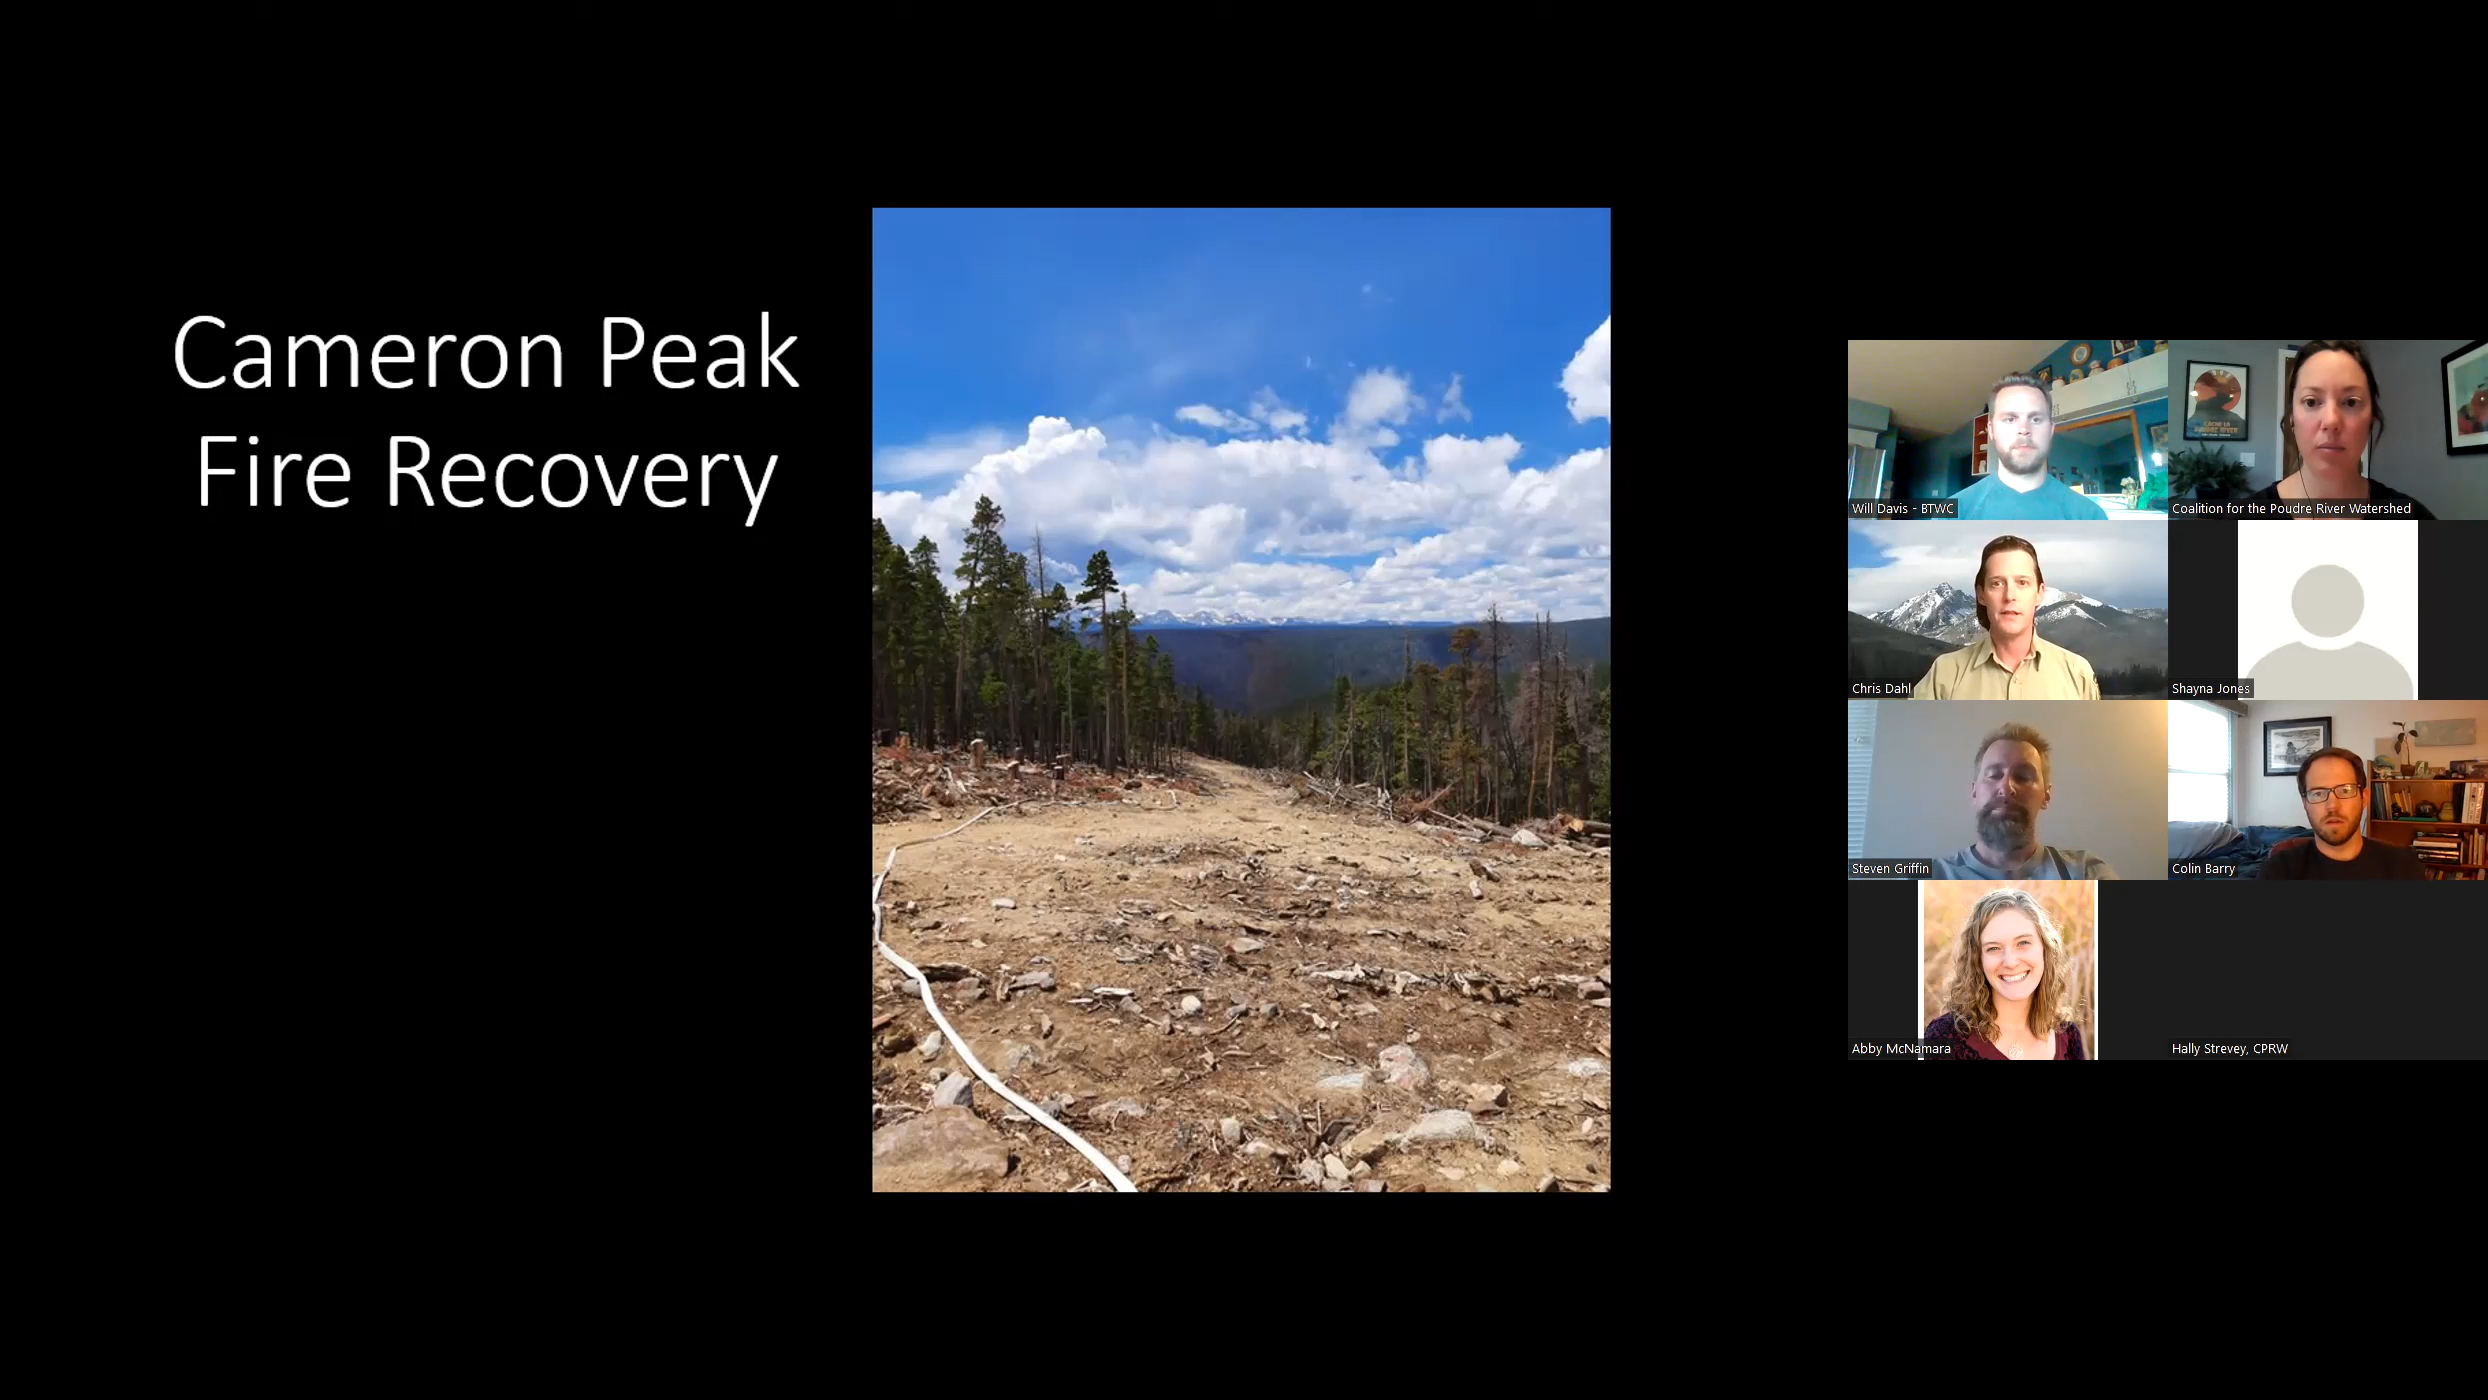 Cameron Peak
Fire Recovery
Will Davis - BTWC
Coalition for the Poudre River Watershed
Chris Dahl
Shayna Jones
Steven Griffin
Colin Barry
Abby McNamara
Hally Strevey, CPRW